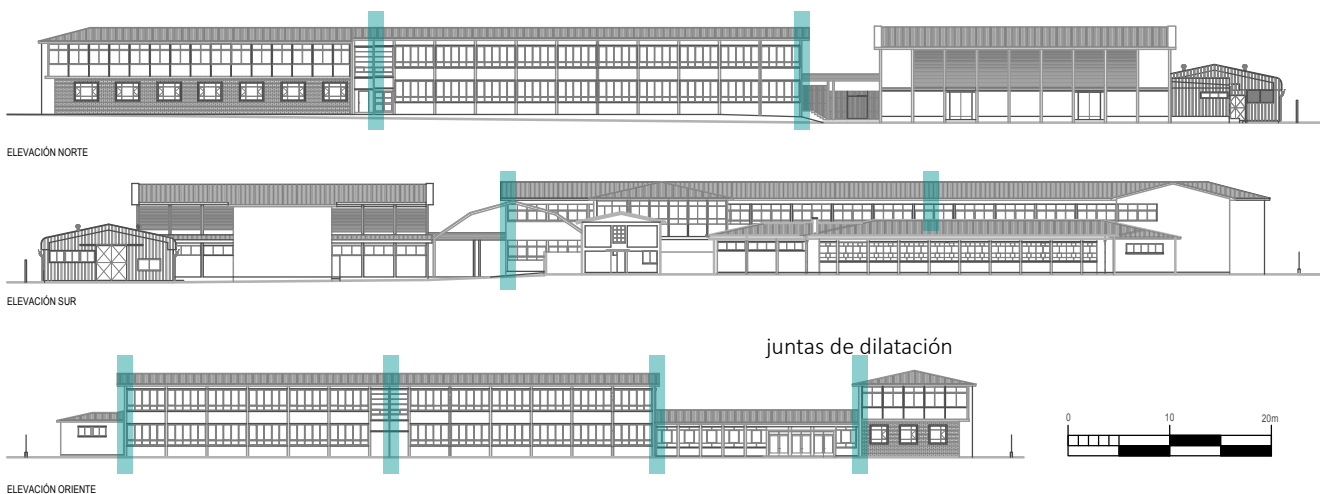 ELEVACIÓN NORTE
ELEVACIÓN SUR
juntas de dilatación
0 10 20m
ELEVACIÓN ORIENTE